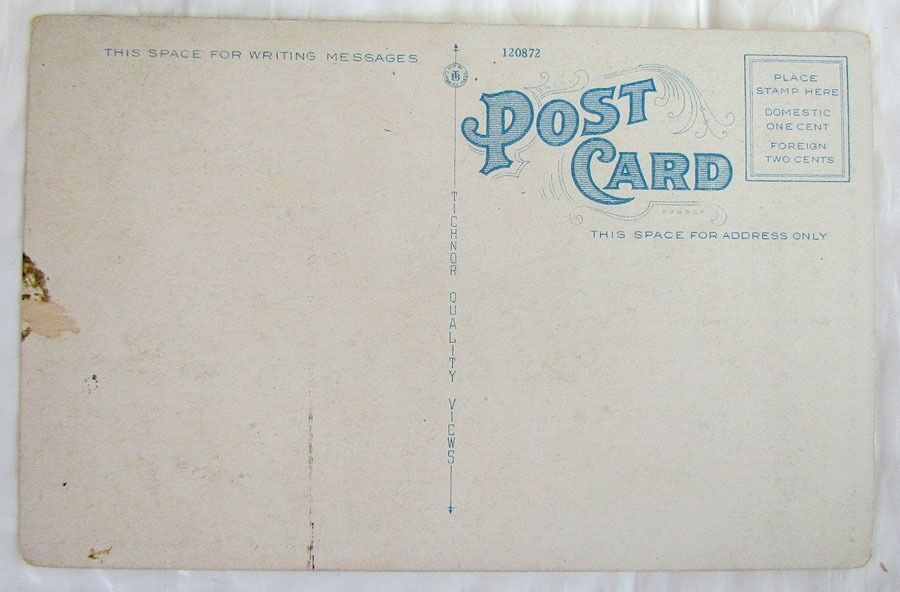 THIS SPACE FOR WRITING MESSAGES
120872
POST
CARD
PLACE
STAMP HERE
DOMESTIC
ONE CENT
FOREIGN
TWO CENTS
THIS SPACE FOR ADDRESS ONLY
TICHNOR QUALITY VIEWS